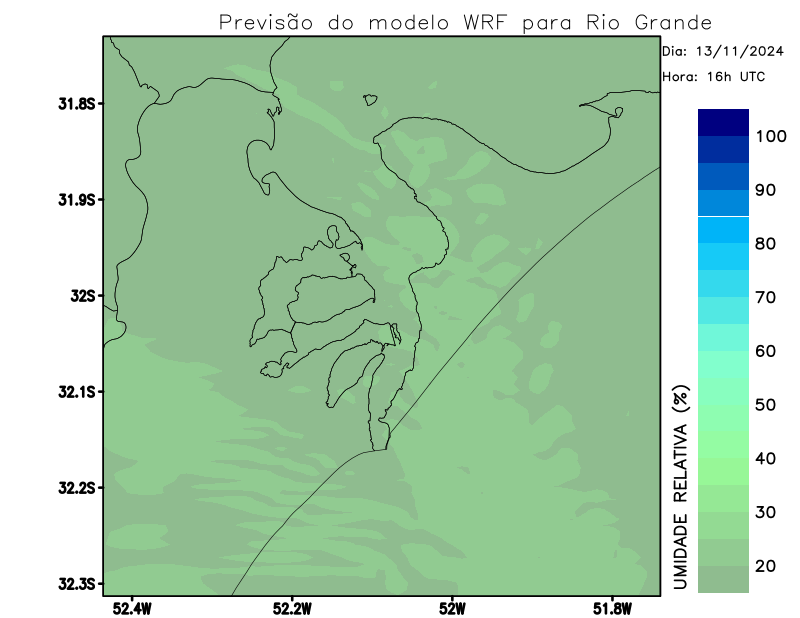 Previsão do modelo WRF para Rio Grande
Dia: 13/11/2024
Hora: 16h UTC
31.8S
31.9S
32S
32.1S
32.2S
32.3S
52.4W 52.2W 52W 51.8W
UMIDADE RELATIVA (%)
100
90
80
70
60
50
40
30
20